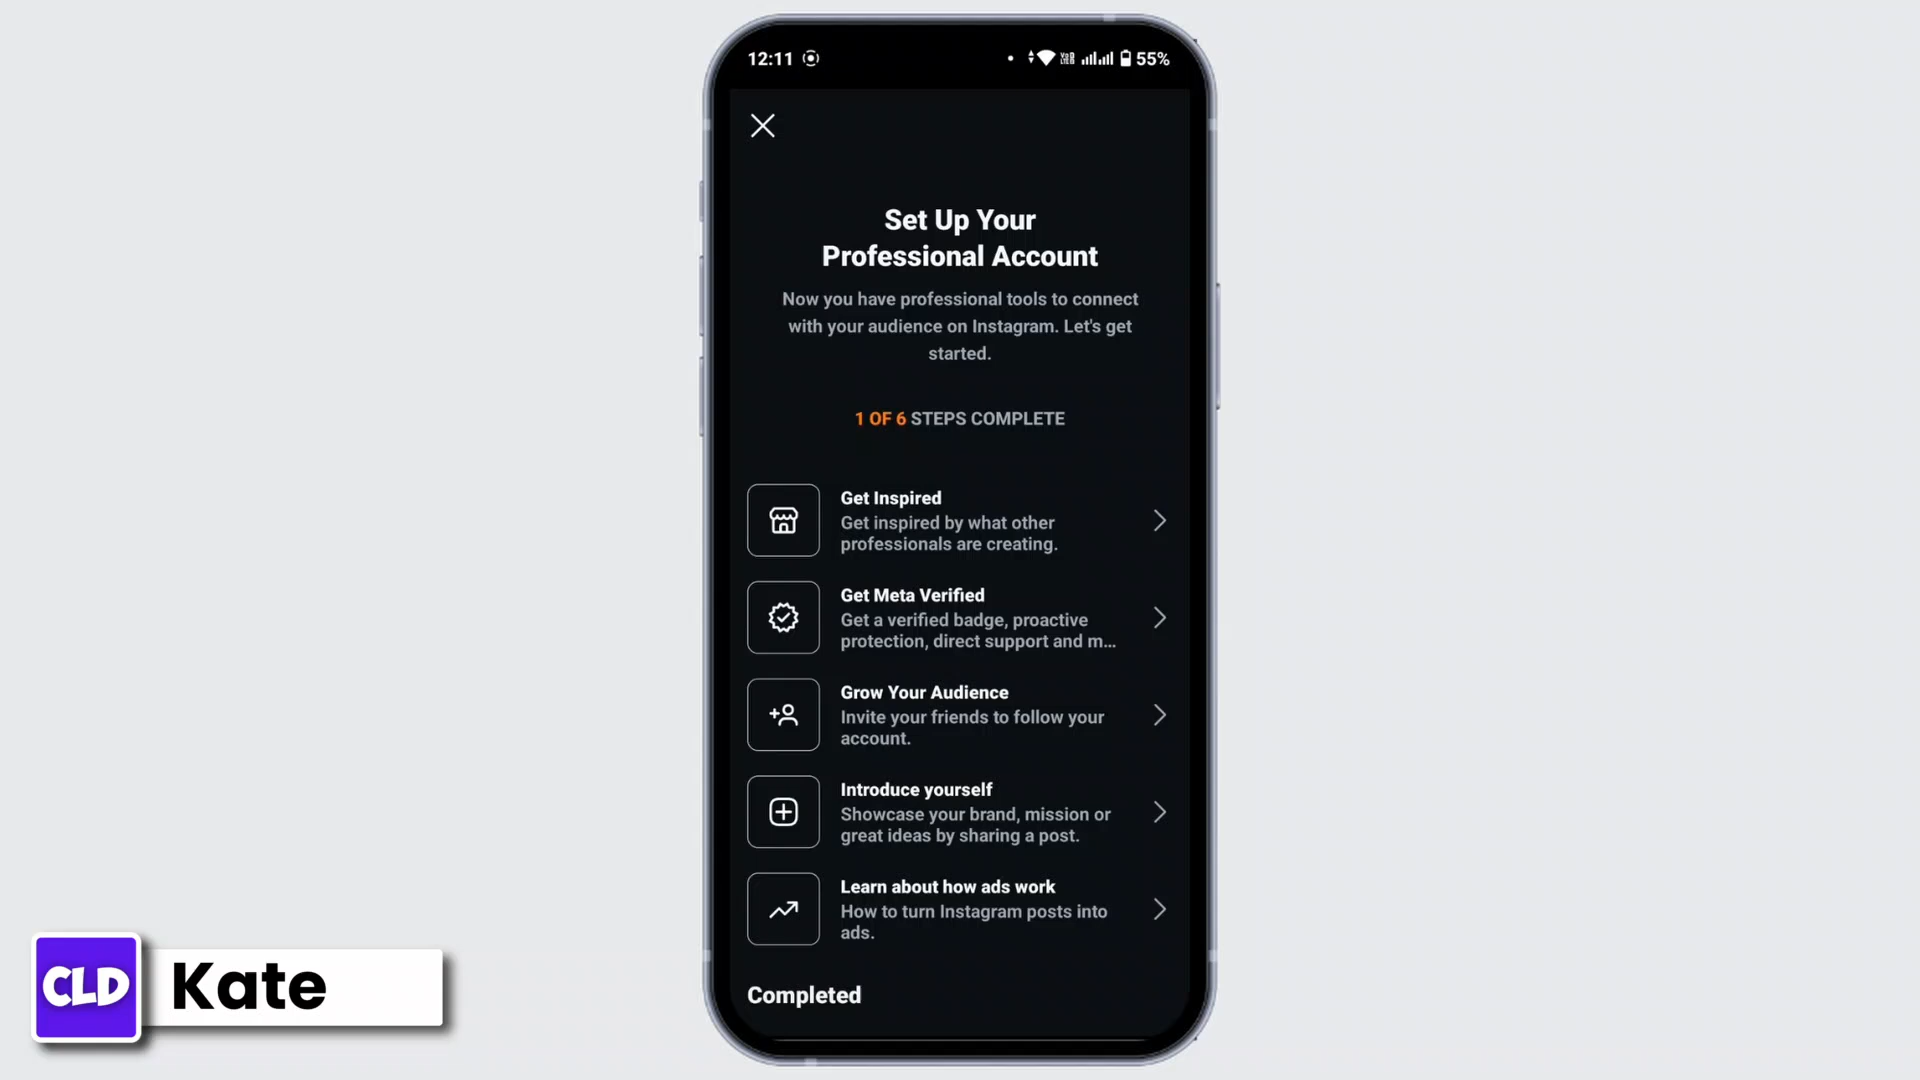 12:11
55%
Set Up Your
Professional Account
Now you have professional tools to connect
with your audience on Instagram. Let's get
started.
1 OF 6 STEPS COMPLETE
Get Inspired
Get inspired by what other
professionals are creating.
Get Meta Verified
Get a verified badge, proactive
protection, direct support and m...
Grow Your Audience
Invite your friends to follow your
account.
Introduce yourself
Showcase your brand, mission or
great ideas by sharing a post.
Learn about how ads work
How to turn Instagram posts into
ads.
Completed
CLD Kate